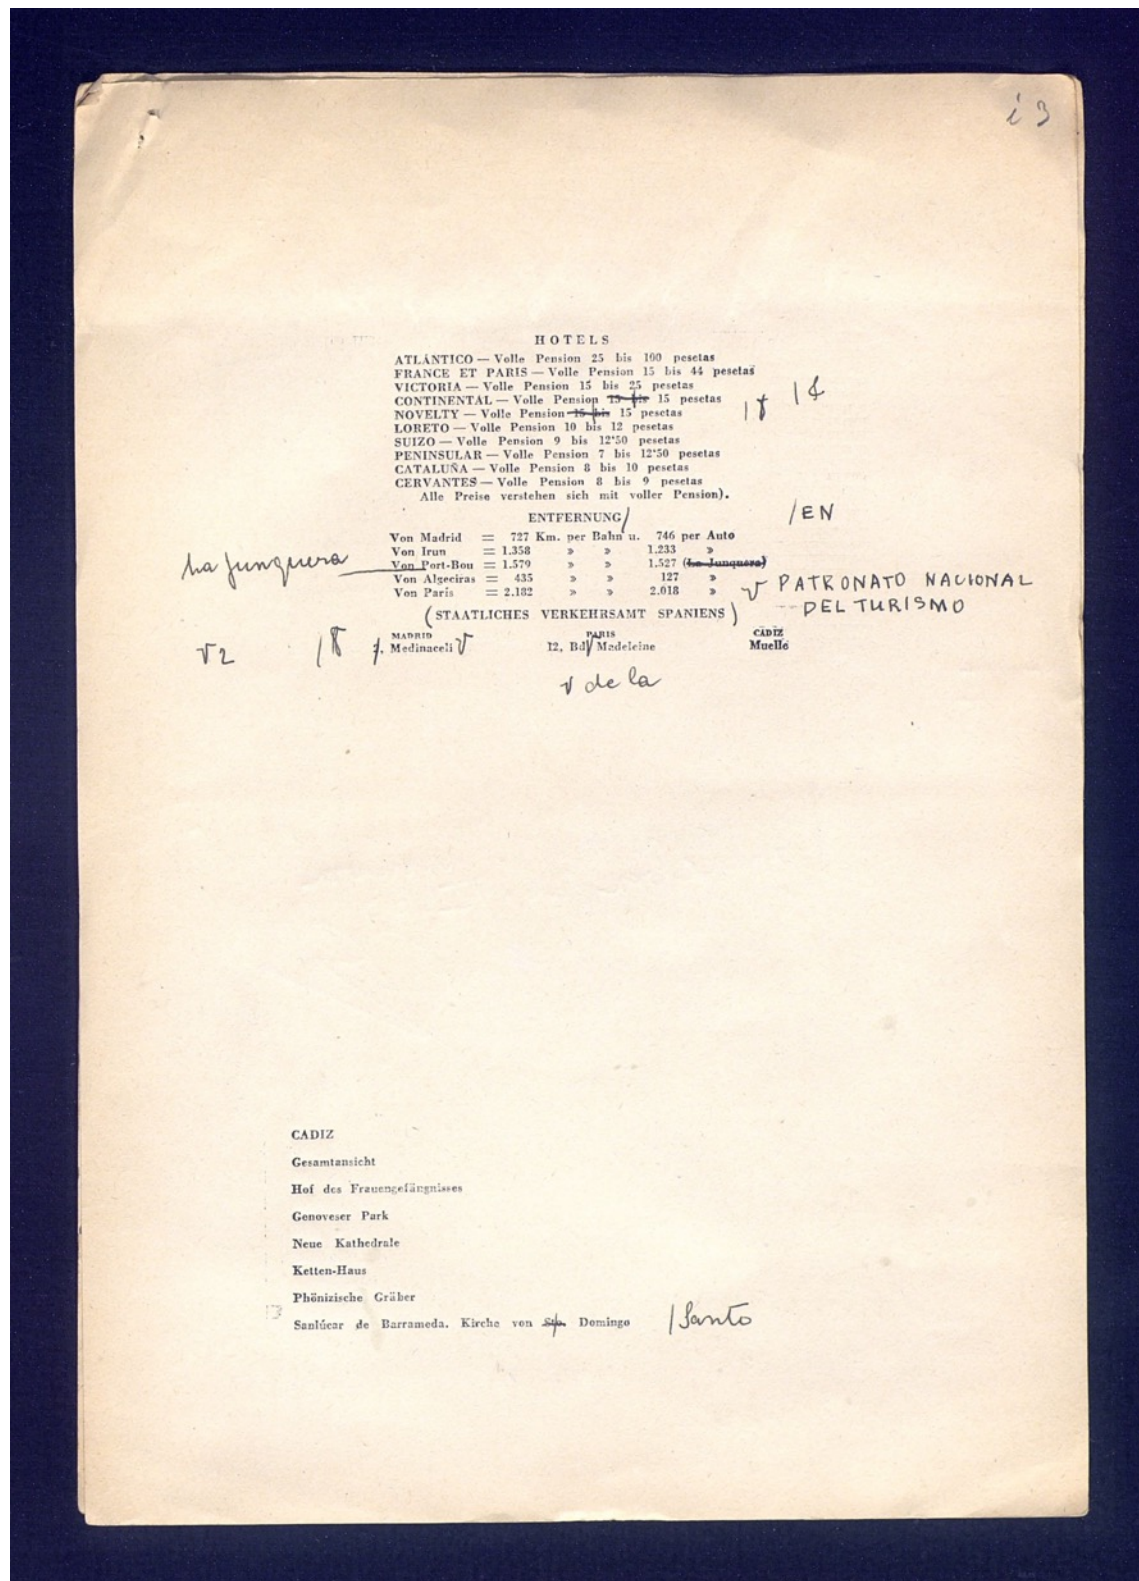 i 3
HOTELS
ATLÁNTICO — Volle Pension 25 bis 100 pesetas
FRANCE ET PARIS — Volle Pension 15 bis 44 pesetas
VICTORIA — Volle Pension 15 bis 25 pesetas
CONTINENTAL — Volle Pension 15 bis 15 pesetas
NOVELTY — Volle Pension 15 bis 15 pesetas
LORETO — Volle Pension 10 bis 12 pesetas
SUIZO — Volle Pension 9 bis 12'50 pesetas
PENINSULAR — Volle Pension 7 bis 12'50 pesetas
CATALUÑA — Volle Pension 8 bis 10 pesetas
CERVANTES — Volle Pension 8 bis 9 pesetas
Alle Preise verstehen sich mit voller Pension).
ENTFERNUNG/ /EN
Von Madrid = 727 Km. per Bahn u. 746 per Auto
Von Irun = 1.358 » » 1.233 »
La Junquera Von Port-Bou = 1.579 » » 1.527 (La Junquera)
Von Algeciras = 435 » » 127 »
Von Paris = 2.182 » » 2.018 »
PATRONATO NACIONAL
DEL TURISMO
(STAATLICHES VERKEHRSAMT SPANIENS)
MADRID PARIS CADIZ
2 Medinaceli 12, Bd Madeleine Muelle
de la
CADIZ
Gesamtansicht
Hof des Frauengefängnisses
Genoveser Park
Neue Kathedrale
Ketten-Haus
Phönizische Gräber
Sanlúcar de Barrameda. Kirche von Sto. Domingo /Santo